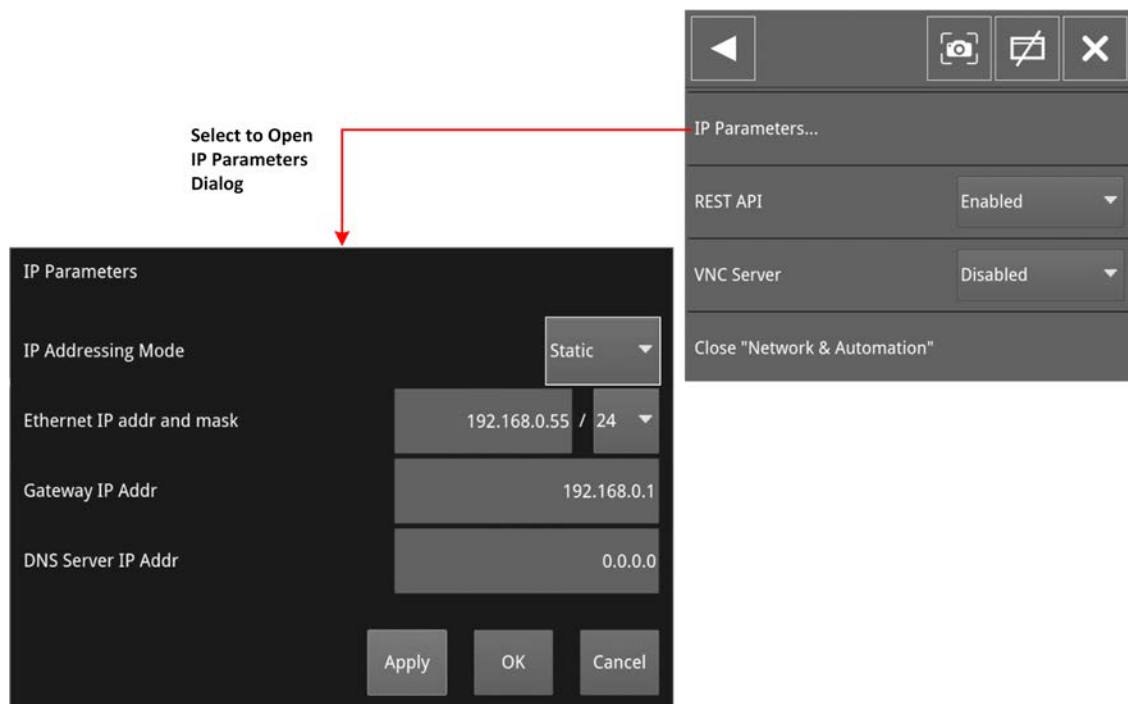 IP Parameters...
REST API Enabled
VNC Server Disabled
Close "Network & Automation"
Select to Open
IP Parameters
Dialog
IP Parameters
IP Addressing Mode Static
Ethernet IP addr and mask 192.168.0.55 / 24
Gateway IP Addr 192.168.0.1
DNS Server IP Addr 0.0.0.0
Apply OK Cancel